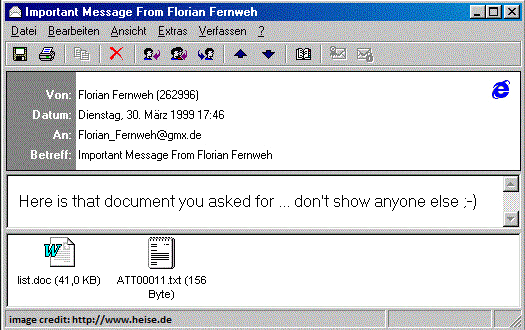 Important Message From Florian Fernweh
Datei Bearbeiten Ansicht Extras Verfassen ?
Von: Florian Fernweh (262996)
Datum: Dienstag, 30. März 1999 17:46
An: Florian_Fernweh@gmx.de
Betreff: Important Message From Florian Fernweh
Here is that document you asked for ... don't show anyone else ;-)
list.doc (41,0 KB) ATT00011.txt (156
Byte)
image credit: http://www.heise.de